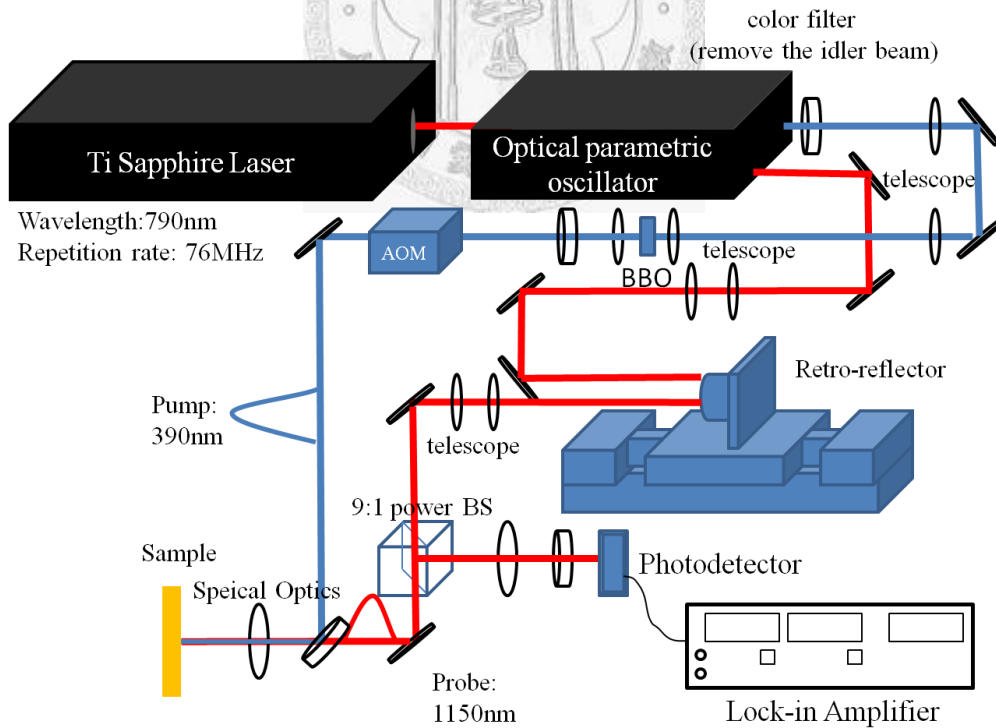 color filter
(remove the idler beam)
Ti Sapphire Laser
Optical parametric
oscillator
telescope
Wavelength:790nm
Repetition rate: 76MHz
AOM
BBO
telescope
Retro-reflector
Pump:
390nm
telescope
9:1 power BS
Sample
Speical Optics
Photodetector
Probe:
1150nm
Lock-in Amplifier